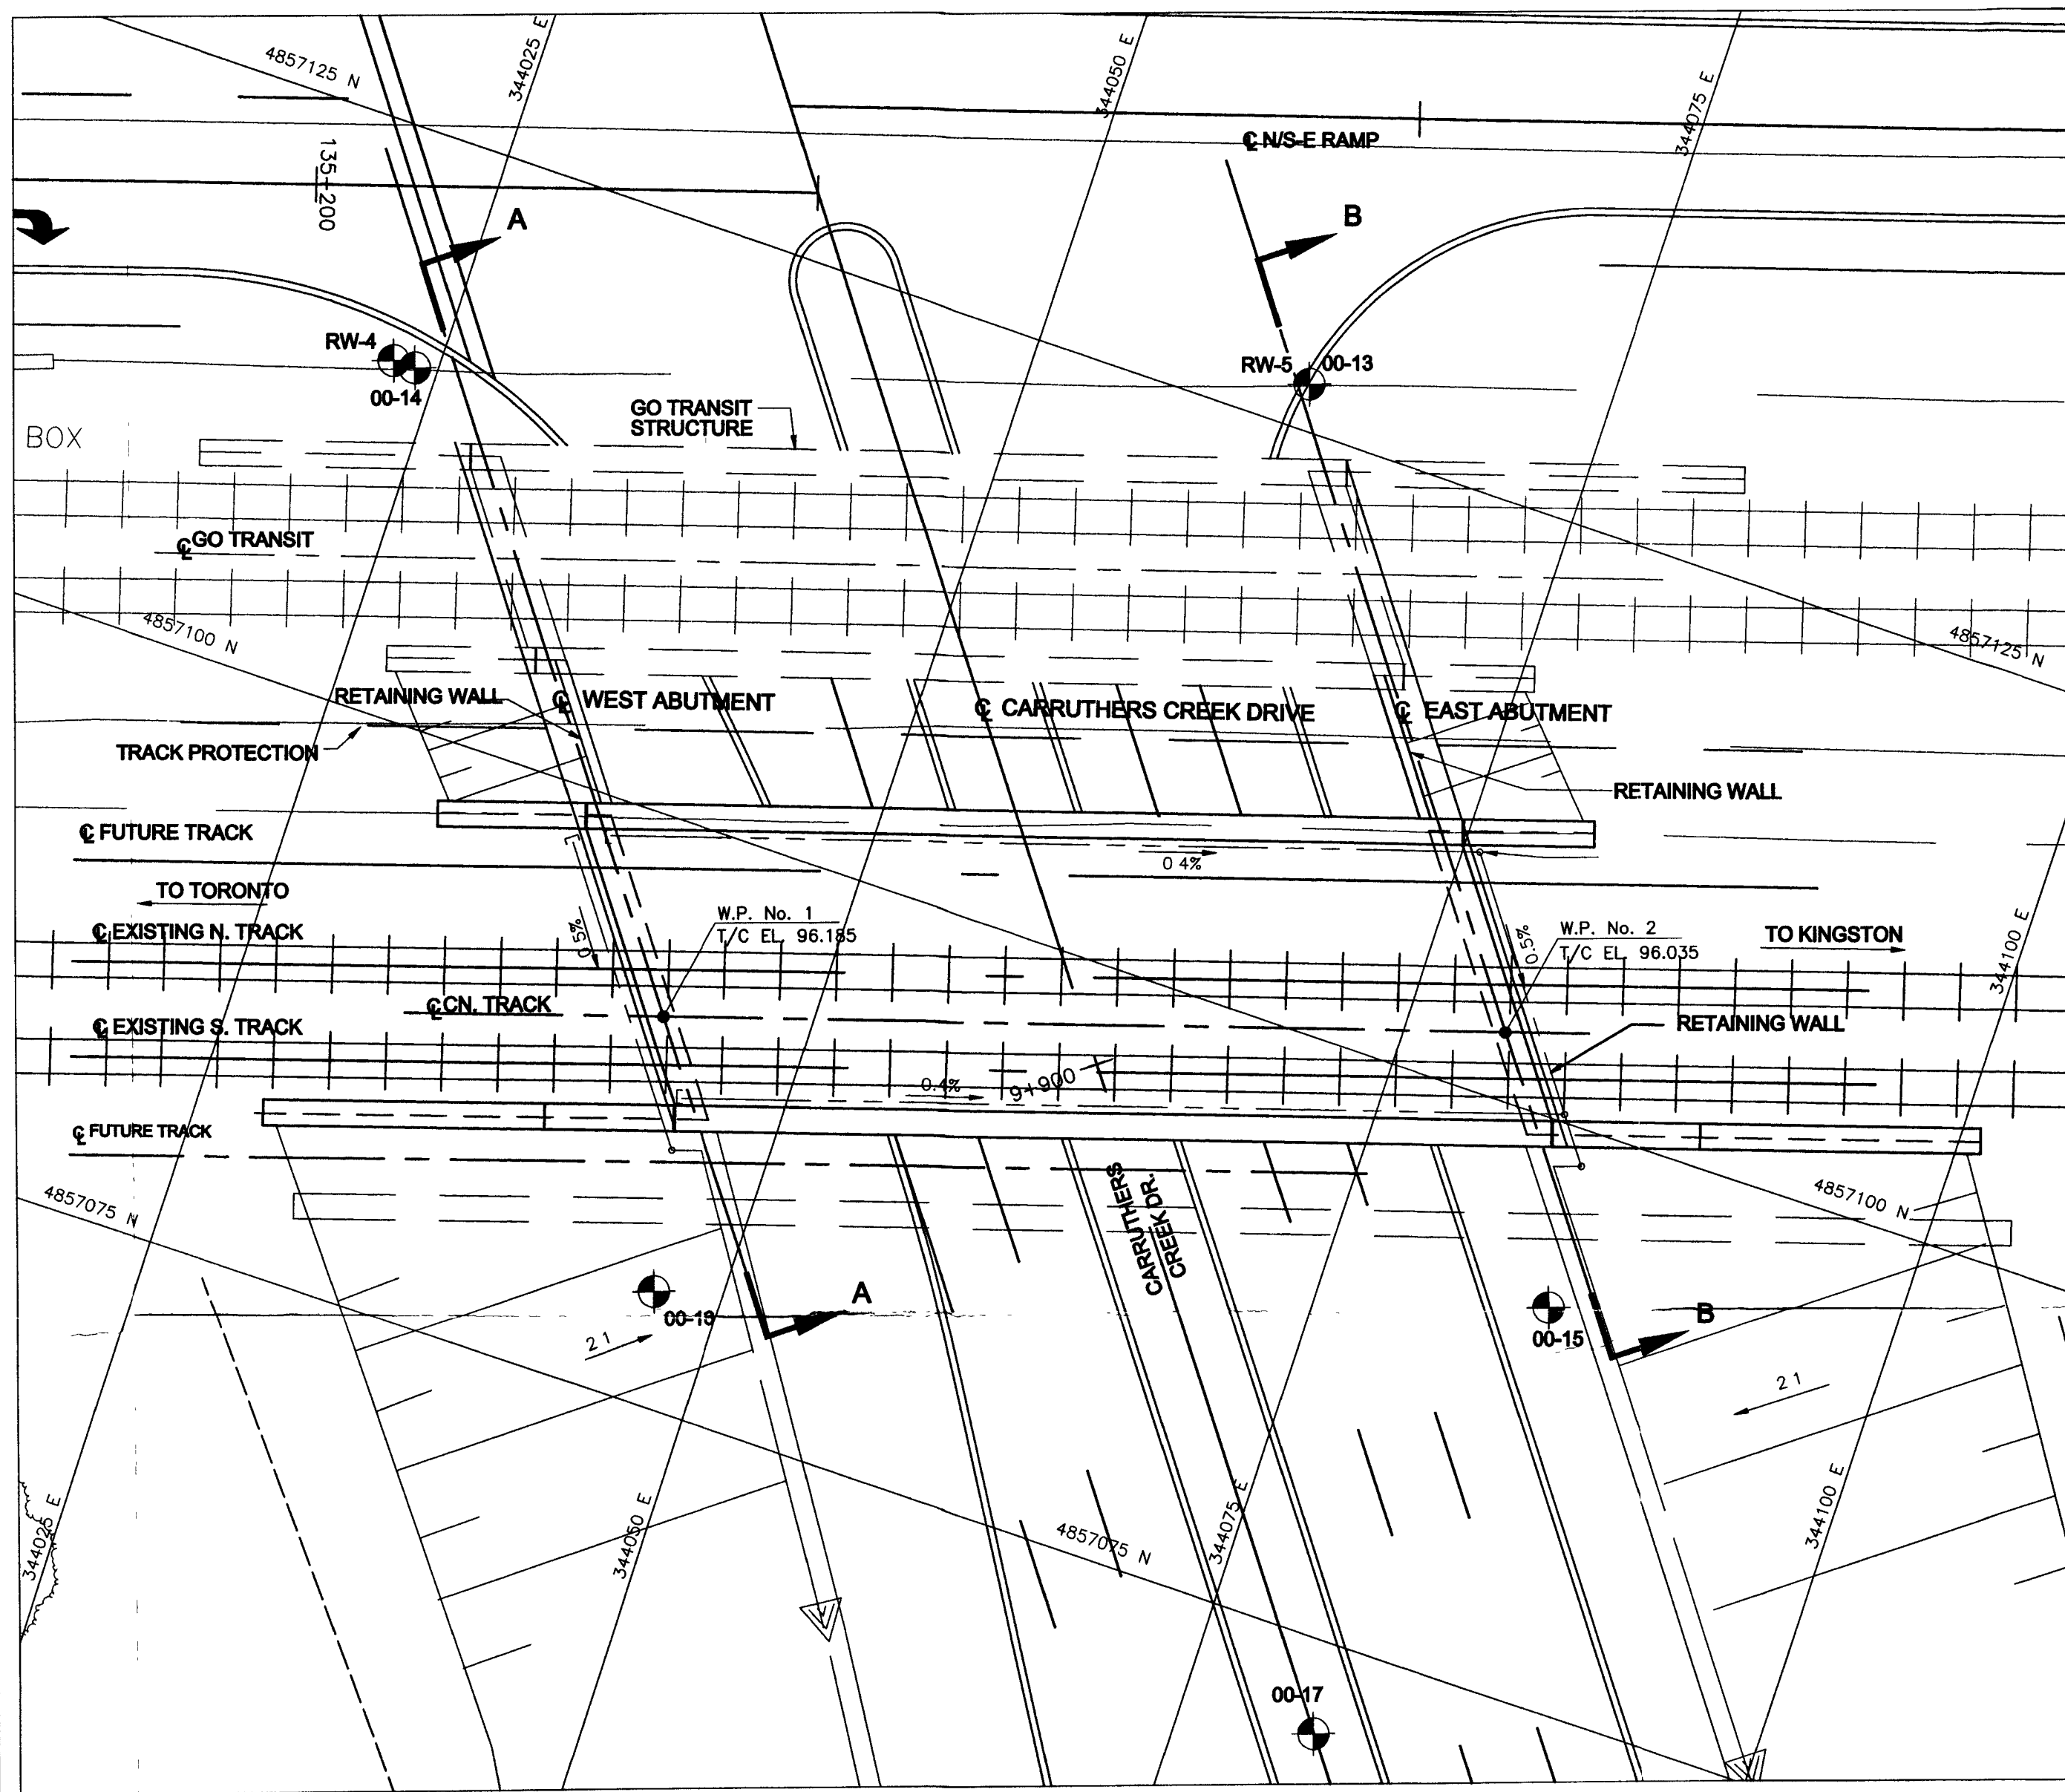 4857125 N
344025 E
344050 E
344075 E
℄ N/S-E RAMP
135+200
A
B
RW-4
00-14
RW-5
00-13
GO TRANSIT
STRUCTURE
BOX
℄ GO TRANSIT
4857100 N
4857125 N
RETAINING WALL
℄ WEST ABUTMENT
℄ CARRUTHERS CREEK DRIVE
℄ EAST ABUTMENT
TRACK PROTECTION
RETAINING WALL
℄ FUTURE TRACK
0 4%
TO TORONTO
W.P. No. 1
T/C EL. 96.185
0.5%
W.P. No. 2
T/C EL. 96.035
0.5%
TO KINGSTON
℄ EXISTING N. TRACK
344100 E
℄ CN. TRACK
℄ EXISTING S. TRACK
RETAINING WALL
0.4%
9+900
℄ FUTURE TRACK
4857075 N
CARRUTHERS
CREEK DR.
4857100 N
A
B
2 1
00-15
2 1
344025 E
344050 E
4857075 N
344075 E
344100 E
00-17